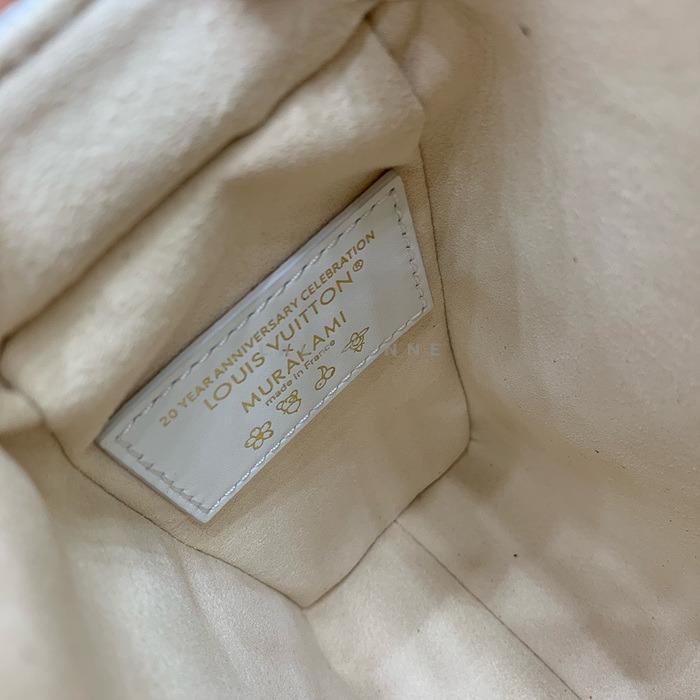 20 YEAR ANNIVERSARY CELEBRATION
LOUIS VUITTON®
×
MURAKAMI
made in France